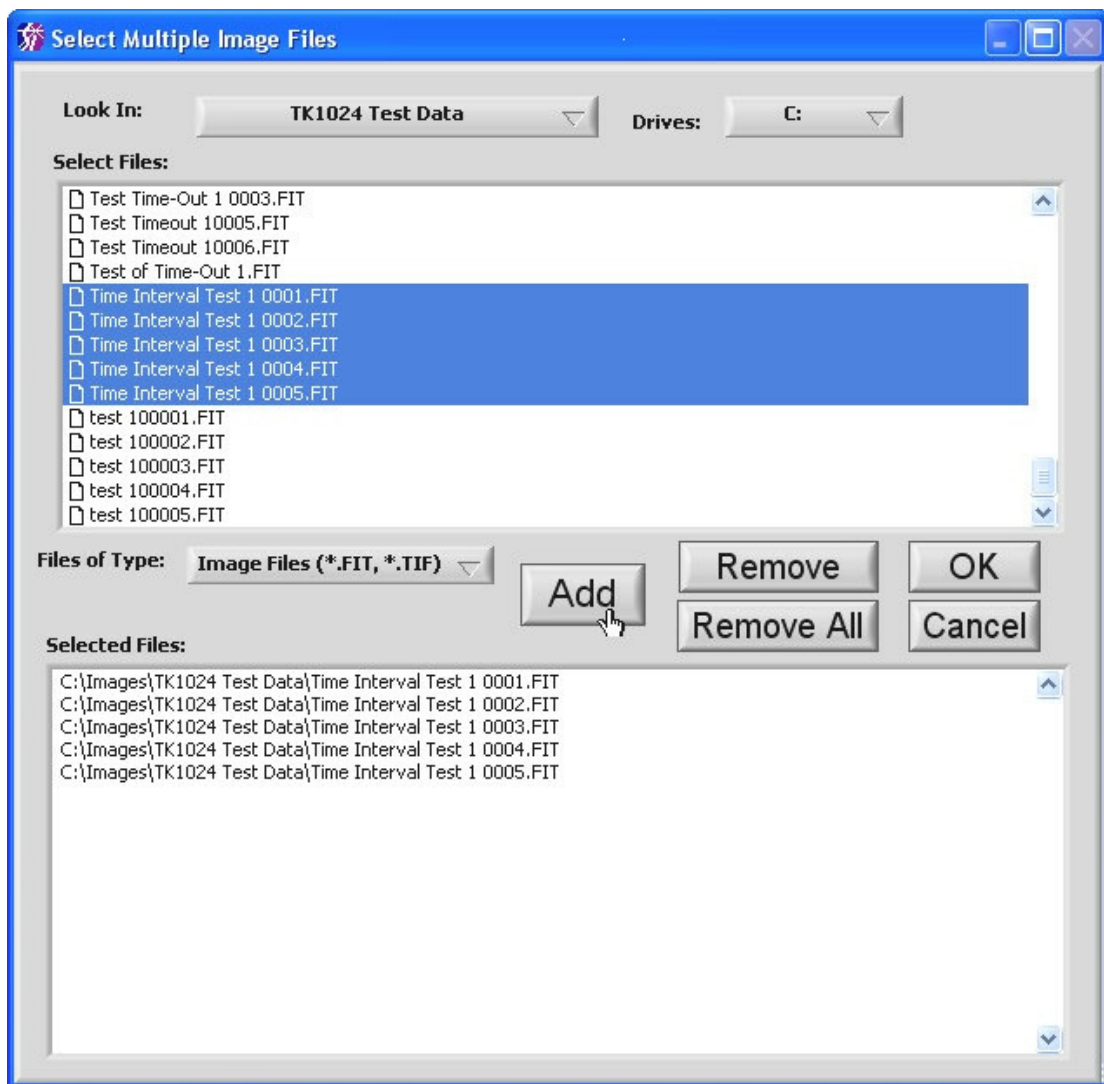 Select Multiple Image Files
Look In: TK1024 Test Data Drives: C:
Select Files:
Test Time-Out 1 0003.FIT
Test Timeout 10005.FIT
Test Timeout 10006.FIT
Test of Time-Out 1.FIT
Time Interval Test 1 0001.FIT
Time Interval Test 1 0002.FIT
Time Interval Test 1 0003.FIT
Time Interval Test 1 0004.FIT
Time Interval Test 1 0005.FIT
test 100001.FIT
test 100002.FIT
test 100003.FIT
test 100004.FIT
test 100005.FIT
Files of Type: Image Files (*.FIT, *.TIF) Add Remove OK
Remove All Cancel
Selected Files:
C:\Images\TK1024 Test Data\Time Interval Test 1 0001.FIT
C:\Images\TK1024 Test Data\Time Interval Test 1 0002.FIT
C:\Images\TK1024 Test Data\Time Interval Test 1 0003.FIT
C:\Images\TK1024 Test Data\Time Interval Test 1 0004.FIT
C:\Images\TK1024 Test Data\Time Interval Test 1 0005.FIT